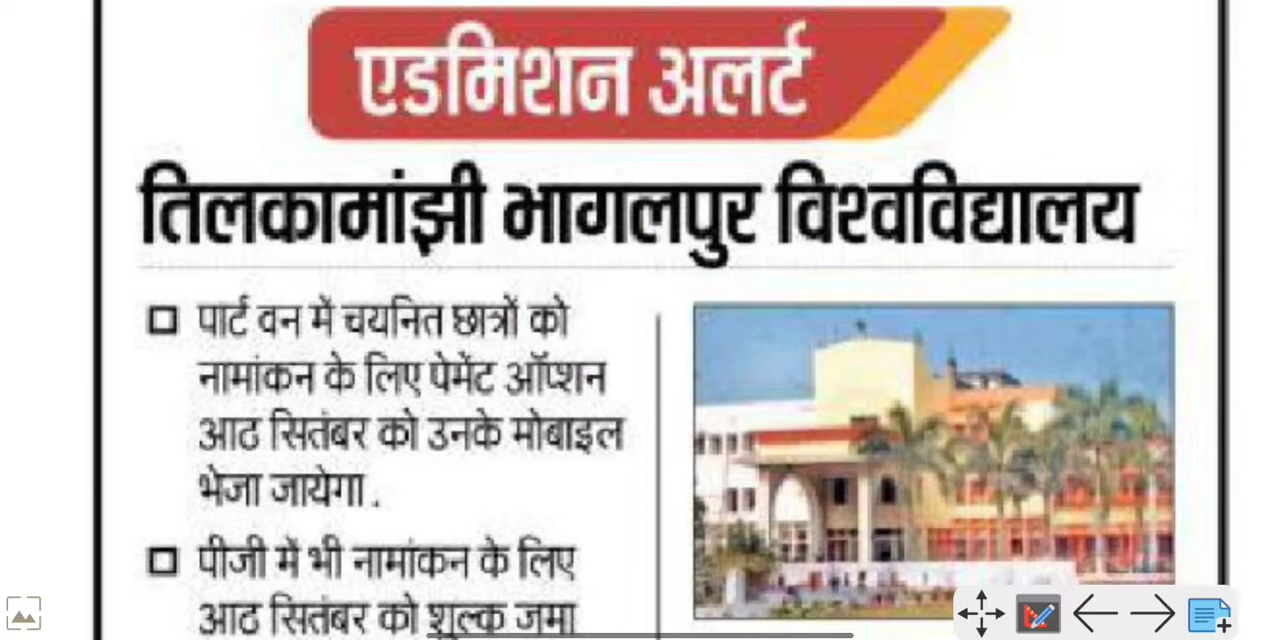 एडमिशन अलर्ट
तिलकामांझी भागलपुर विश्वविद्यालय
पार्ट वन में चयनित छात्रों को
नामांकन के लिए पेमेंट ऑप्शन
आठ सितंबर को उनके मोबाइल
भेजा जायेगा .
पीजी में भी नामांकन के लिए
आठ सितंबर को शुल्क जमा